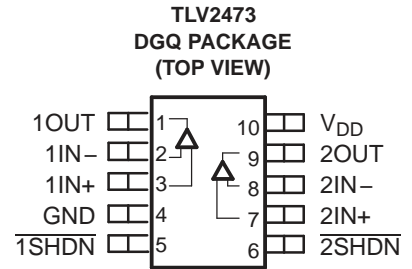 TLV2473
DGQ PACKAGE
(TOP VIEW)
1OUT 1 10 VDD
1IN− 2 9 2OUT
1IN+ 3 8 2IN−
GND 4 7 2IN+
1SHDN 5 6 2SHDN